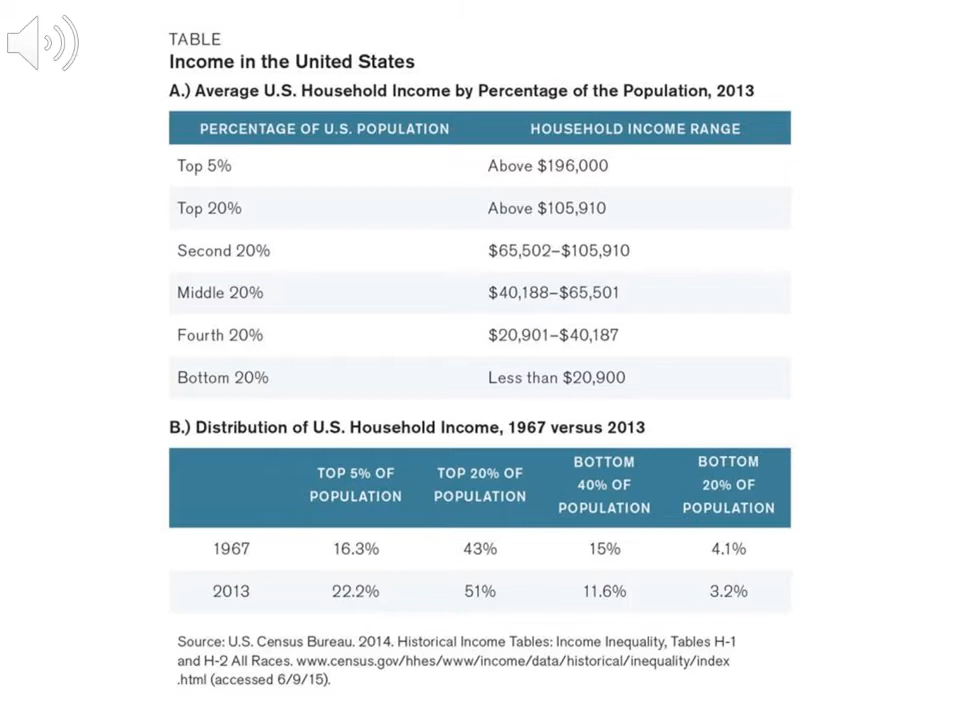 TABLE
Income in the United States
A.) Average U.S. Household Income by Percentage of the Population, 2013
PERCENTAGE OF U.S. POPULATION HOUSEHOLD INCOME RANGE
Top 5% Above $196,000
Top 20% Above $105,910
Second 20% $65,502–$105,910
Middle 20% $40,188–$65,501
Fourth 20% $20,901–$40,187
Bottom 20% Less than $20,900
B.) Distribution of U.S. Household Income, 1967 versus 2013
TOP 5% OF
POPULATION
TOP 20% OF
POPULATION
BOTTOM
40% OF
POPULATION
BOTTOM
20% OF
POPULATION
1967 16.3% 43% 15% 4.1%
2013 22.2% 51% 11.6% 3.2%
Source: U.S. Census Bureau. 2014. Historical Income Tables: Income Inequality, Tables H-1
and H-2 All Races. www.census.gov/hhes/www/income/data/historical/inequality/index
.html (accessed 6/9/15).